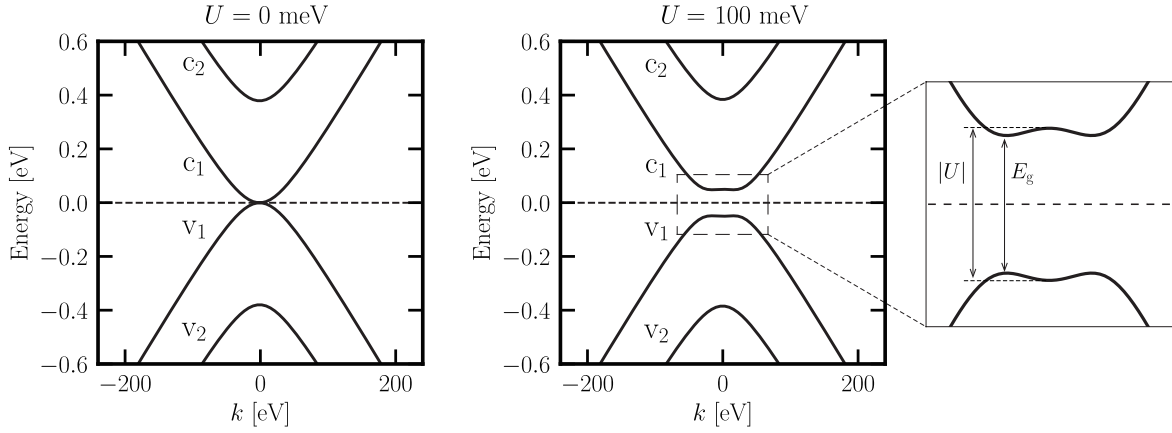 U = 0 meV
0.6
0.4
0.2
0.0
−0.2
−0.4
−0.6
Energy [eV]
c₂
c₁
v₁
v₂
−200
0
200
k [eV]
U = 100 meV
0.6
0.4
0.2
0.0
−0.2
−0.4
−0.6
Energy [eV]
c₂
c₁
v₁
v₂
−200
0
200
k [eV]
|U|
E_g